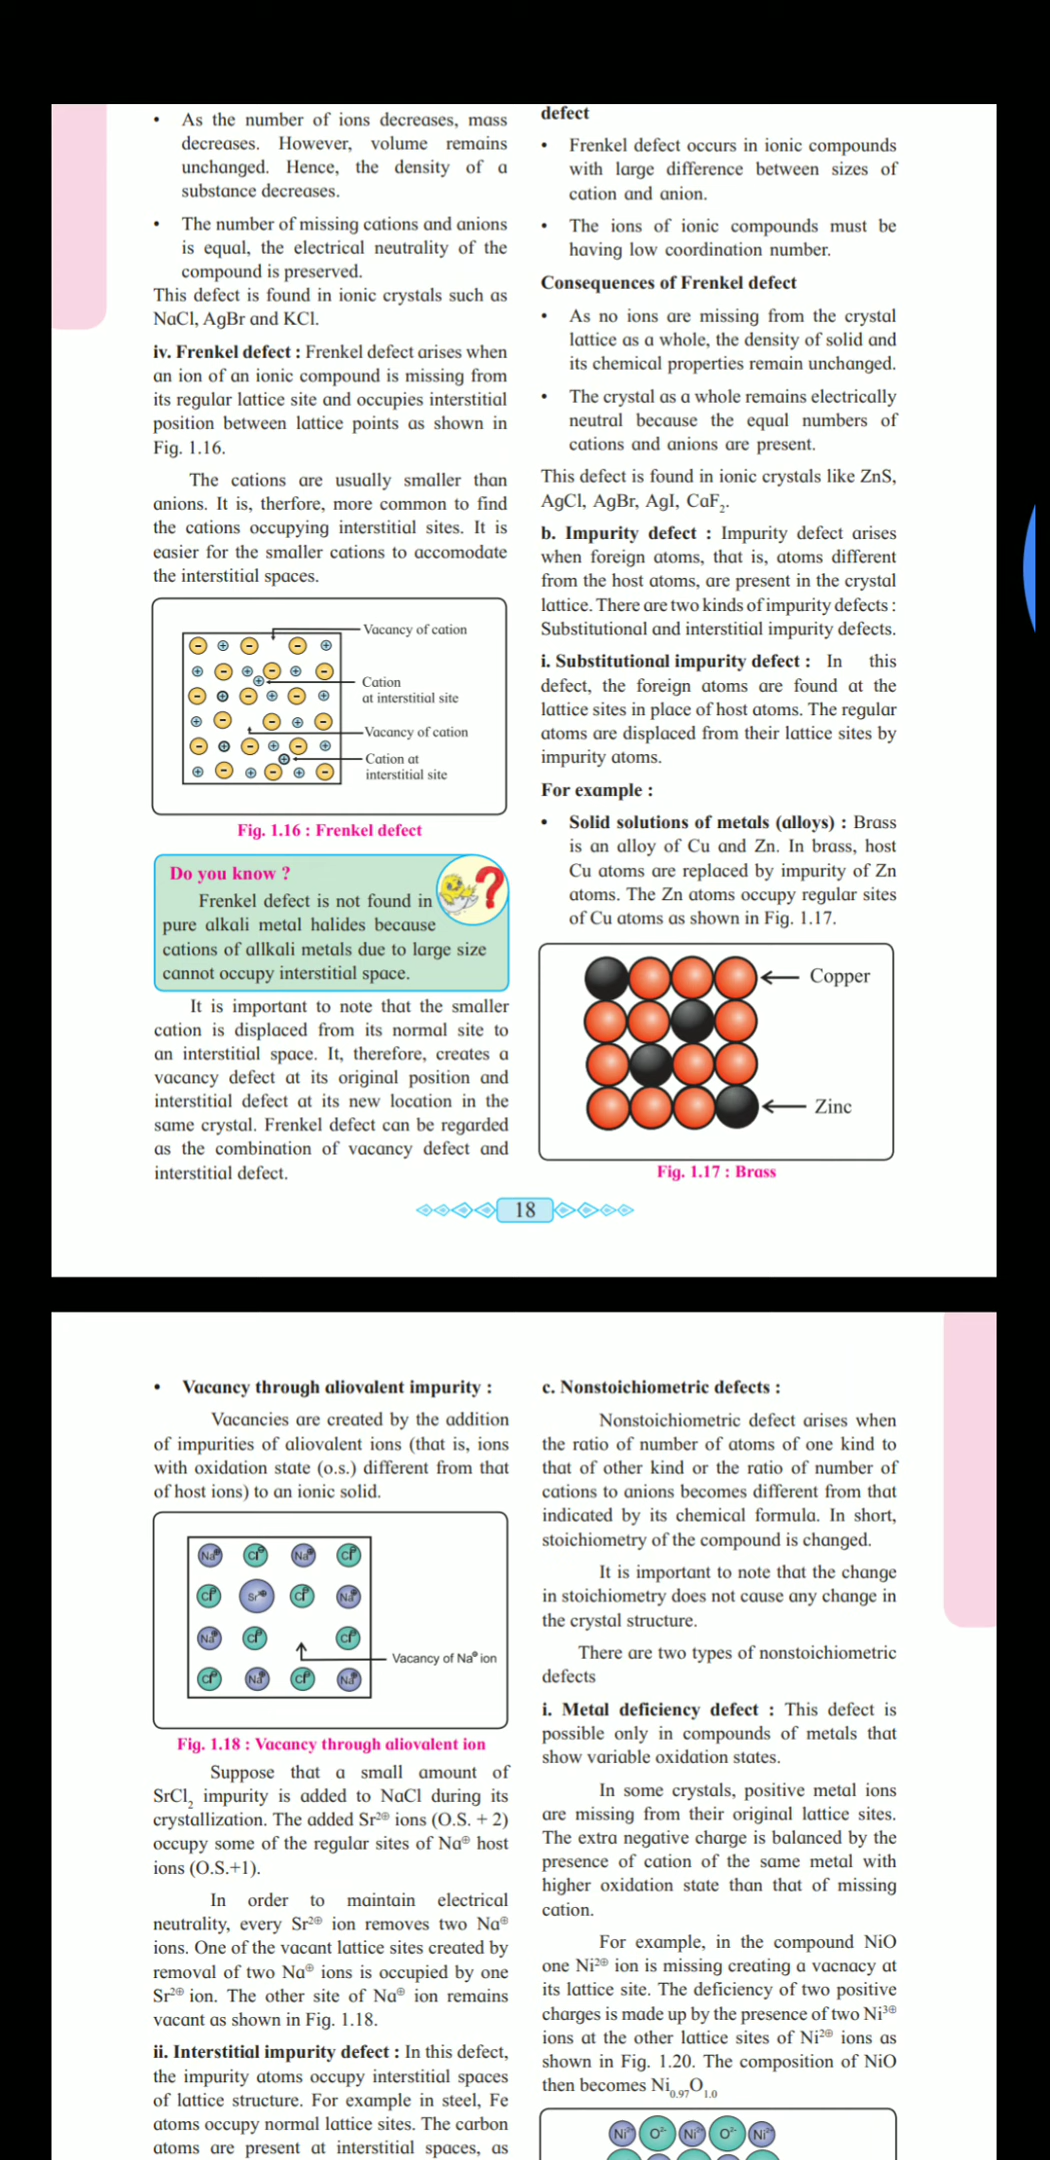 • As the number of ions decreases, mass
decreases. However, volume remains
unchanged. Hence, the density of a
substance decreases.
• The number of missing cations and anions
is equal, the electrical neutrality of the
compound is preserved.
This defect is found in ionic crystals such as
NaCl, AgBr and KCl.
iv. Frenkel defect : Frenkel defect arises when
an ion of an ionic compound is missing from
its regular lattice site and occupies interstitial
position between lattice points as shown in
Fig. 1.16.
The cations are usually smaller than
anions. It is, therfore, more common to find
the cations occupying interstitial sites. It is
easier for the smaller cations to accomodate
the interstitial spaces.
Vacancy of cation
Cation
at interstitial site
Vacancy of cation
Cation at
interstitial site
Fig. 1.16 : Frenkel defect
Do you know ?
Frenkel defect is not found in
pure alkali metal halides because
cations of allkali metals due to large size
cannot occupy interstitial space.
It is important to note that the smaller
cation is displaced from its normal site to
an interstitial space. It, therefore, creates a
vacancy defect at its original position and
interstitial defect at its new location in the
same crystal. Frenkel defect can be regarded
as the combination of vacancy defect and
interstitial defect.
defect
• Frenkel defect occurs in ionic compounds
with large difference between sizes of
cation and anion.
• The ions of ionic compounds must be
having low coordination number.
Consequences of Frenkel defect
• As no ions are missing from the crystal
lattice as a whole, the density of solid and
its chemical properties remain unchanged.
• The crystal as a whole remains electrically
neutral because the equal numbers of
cations and anions are present.
This defect is found in ionic crystals like ZnS,
AgCl, AgBr, AgI, CaF₂.
b. Impurity defect : Impurity defect arises
when foreign atoms, that is, atoms different
from the host atoms, are present in the crystal
lattice. There are two kinds of impurity defects :
Substitutional and interstitial impurity defects.
i. Substitutional impurity defect : In this
defect, the foreign atoms are found at the
lattice sites in place of host atoms. The regular
atoms are displaced from their lattice sites by
impurity atoms.
For example :
• Solid solutions of metals (alloys) : Brass
is an alloy of Cu and Zn. In brass, host
Cu atoms are replaced by impurity of Zn
atoms. The Zn atoms occupy regular sites
of Cu atoms as shown in Fig. 1.17.
Copper
Zinc
Fig. 1.17 : Brass
18
• Vacancy through aliovalent impurity :
Vacancies are created by the addition
of impurities of aliovalent ions (that is, ions
with oxidation state (o.s.) different from that
of host ions) to an ionic solid.
Na⊕ Cl⊖ Na⊕ Cl⊖
Cl⊖ Sr²⊕ Cl⊖ Na⊕
Na⊕ Cl⊖ Cl⊖
Vacancy of Na⊕ ion
Cl⊖ Na⊕ Cl⊖ Na⊕
Fig. 1.18 : Vacancy through aliovalent ion
Suppose that a small amount of
SrCl₂ impurity is added to NaCl during its
crystallization. The added Sr²⊕ ions (O.S. + 2)
occupy some of the regular sites of Na⊕ host
ions (O.S.+1).
In order to maintain electrical
neutrality, every Sr²⊕ ion removes two Na⊕
ions. One of the vacant lattice sites created by
removal of two Na⊕ ions is occupied by one
Sr²⊕ ion. The other site of Na⊕ ion remains
vacant as shown in Fig. 1.18.
ii. Interstitial impurity defect : In this defect,
the impurity atoms occupy interstitial spaces
of lattice structure. For example in steel, Fe
atoms occupy normal lattice sites. The carbon
atoms are present at interstitial spaces, as
c. Nonstoichiometric defects :
Nonstoichiometric defect arises when
the ratio of number of atoms of one kind to
that of other kind or the ratio of number of
cations to anions becomes different from that
indicated by its chemical formula. In short,
stoichiometry of the compound is changed.
It is important to note that the change
in stoichiometry does not cause any change in
the crystal structure.
There are two types of nonstoichiometric
defects
i. Metal deficiency defect : This defect is
possible only in compounds of metals that
show variable oxidation states.
In some crystals, positive metal ions
are missing from their original lattice sites.
The extra negative charge is balanced by the
presence of cation of the same metal with
higher oxidation state than that of missing
cation.
For example, in the compound NiO
one Ni²⊕ ion is missing creating a vacnacy at
its lattice site. The deficiency of two positive
charges is made up by the presence of two Ni³⊕
ions at the other lattice sites of Ni²⊕ ions as
shown in Fig. 1.20. The composition of NiO
then becomes Ni₀.₉₇O₁.₀
Ni²⁺ O²⁻ Ni²⁺ O²⁻ Ni²⁺